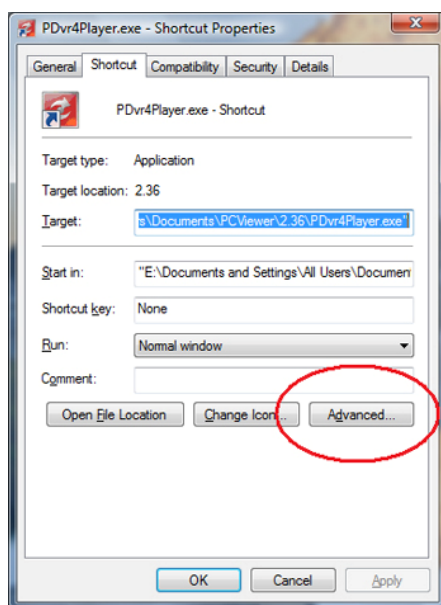 PDvr4Player.exe - Shortcut Properties
General Shortcut Compatibility Security Details
PDvr4Player.exe - Shortcut
Target type: Application
Target location: 2.36
Target: s\Documents\PCViewer\2.36\PDvr4Player.exe"
Start in: "E:\Documents and Settings\All Users\Documen
Shortcut key: None
Run: Normal window
Comment:
Open File Location Change Icon... Advanced...
OK Cancel Apply